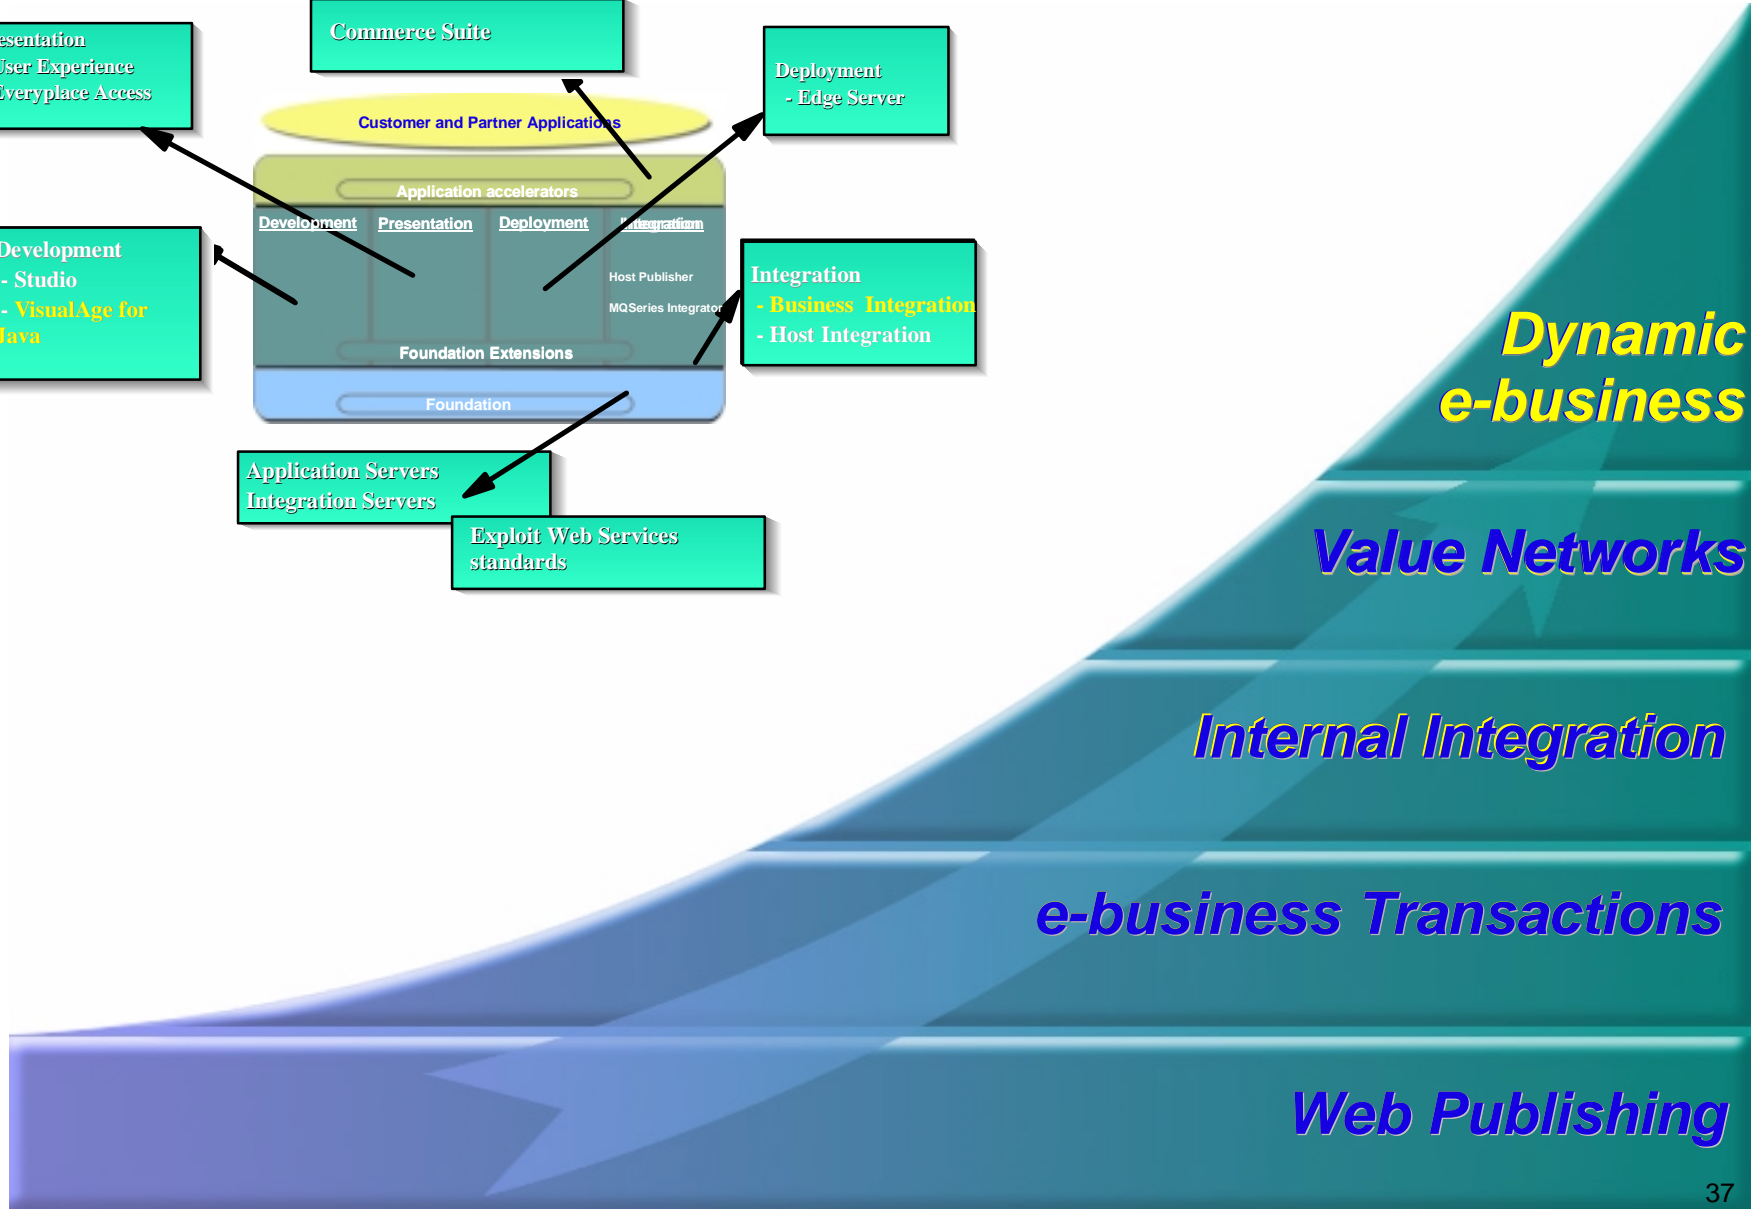 esentation
User Experience
Everyplace Access
Commerce Suite
Deployment
- Edge Server
Customer and Partner Applications
Application accelerators
Development
Presentation
Deployment
Integration
Host Publisher
MQSeries Integrator
Foundation Extensions
Foundation
Development
- Studio
- VisualAge for
Java
Integration
- Business Integration
- Host Integration
Application Servers
Integration Servers
Exploit Web Services
standards
Dynamic
e-business
Value Networks
Internal Integration
e-business Transactions
Web Publishing
37